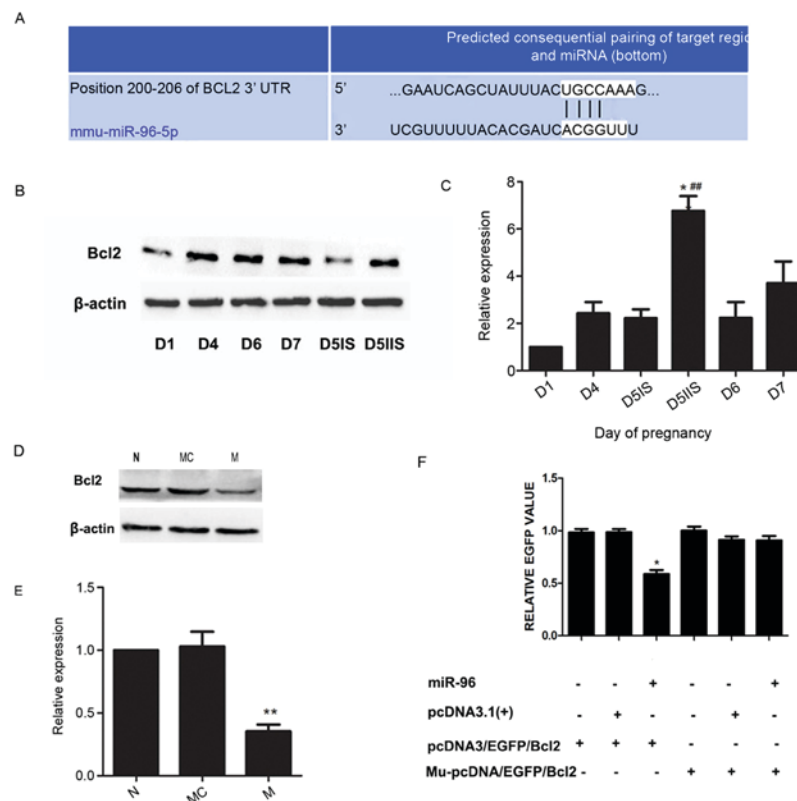 A
Predicted consequential pairing of target regio
and miRNA (bottom)
Position 200-206 of BCL2 3' UTR 5' ...GAAUCAGCUAUUUACUGCCAAAG...
mmu-miR-96-5p 3' UCGUUUUUACACGAUCACGGUUU
B
Bcl2
β-actin
D1 D4 D6 D7 D5IS D5IIS
C
Relative expression
8
6
4
2
0
* ##
D1 D4 D5IS D5IIS D6 D7
Day of pregnancy
D
N MC M
Bcl2
β-actin
E
Relative expression
1.5
1.0
0.5
0.0
**
N MC M
F
RELATIVE EGFP VALUE
1.5
1.0
0.5
0.0
*
miR-96 - - + - - +
pcDNA3.1(+) - + - - + -
pcDNA3/EGFP/Bcl2 + + + - - -
Mu-pcDNA/EGFP/Bcl2 - - - + + +